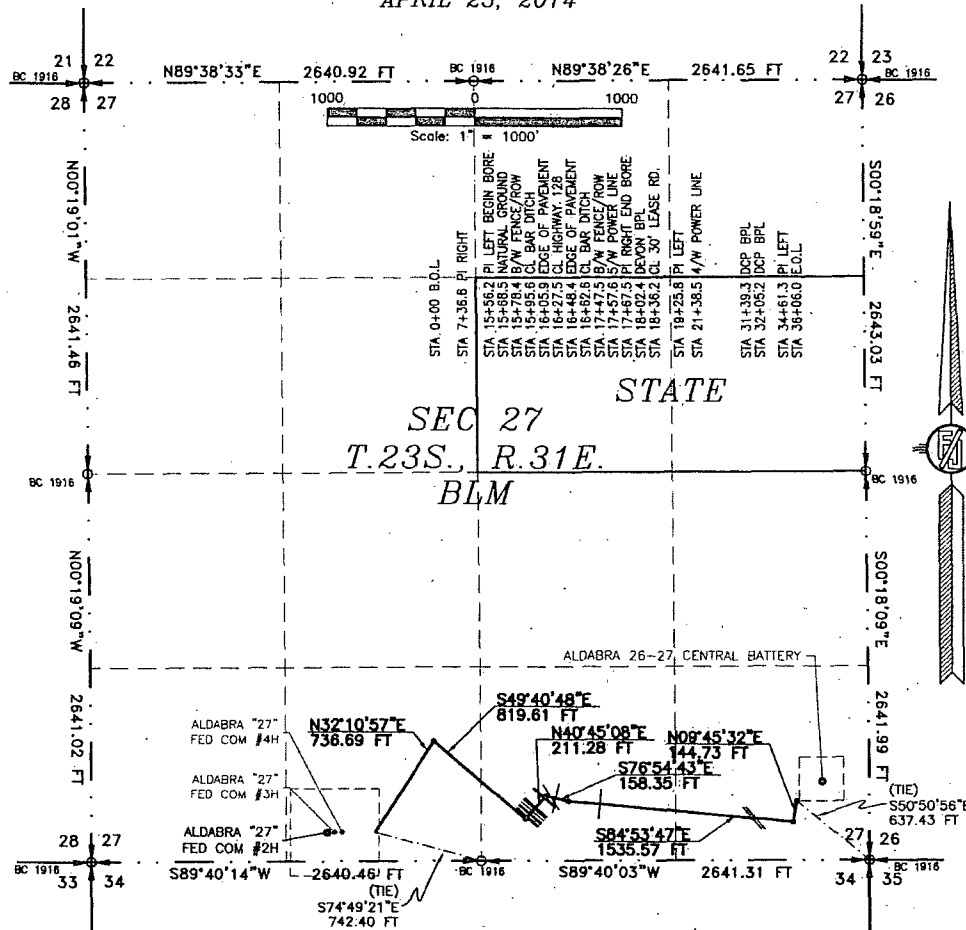 APRIL 25, 2014
21 22
BC 1916
28 27
N89°38'33"E 2640.92 FT
BC 1916
N89°38'26"E 2641.65 FT
22 23
BC 1916
27 26
1000 0 1000
Scale: 1" = 1000'
N00°19'01"W
2641.46 FT
STA 0+00 B.O.L
STA 7+36.6 PI RIGHT
STA 15+56.2 PI LEFT BEGIN BORE
STA 15+68.5 NATURAL GROUND
STA 15+78.4 B/W FENCE/ROW
STA 15+95.6 CL BAR DITCH
STA 16+05.9 EDGE OF PAVEMENT
STA 16+27.5 CL HIGHWAY 128
STA 16+48.4 EDGE OF PAVEMENT
STA 16+62.6 CL BAR DITCH
STA 17+47.5 B/W FENCE/ROW
STA 17+57.6 5/W POWER LINE
STA 17+67.5 PI RIGHT END BORE
STA 18+02.4 DEVON BPL
STA 18+36.2 CL 30' LEASE RD.
STA 19+25.8 PI LEFT
STA 21+38.5 4/W POWER LINE
STA 31+39.3 DCP BPL
STA 32+05.2 DCP BPL
STA 34+61.3 PI LEFT
STA 36+06.0 E.O.L
S00°18'59"E
2643.03 FT
STATE
SEC 27
T.23S., R.31E.
BLM
BC 1916
BC 1916
N00°19'09"W
2641.02 FT
S00°18'09"E
2641.99 FT
ALDABRA 26-27 CENTRAL BATTERY
S49°40'48"E
819.61 FT
N32°10'57"E
736.69 FT
N40°45'08"E
211.28 FT
N09°45'32"E
144.73 FT
S76°54'43"E
158.35 FT
ALDABRA "27"
FED COM #4H
ALDABRA "27"
FED COM #3H
ALDABRA "27"
FED COM #2H
S84°53'47"E
1535.57 FT
(TIE)
S50°50'56"E
637.43 FT
28 27
BC 1916
33 34
S89°40'14"W 2640.46 FT
BC 1916
S89°40'03"W 2641.31 FT
27 26
BC 1916
34 35
(TIE)
S74°49'21"E
742.40 FT